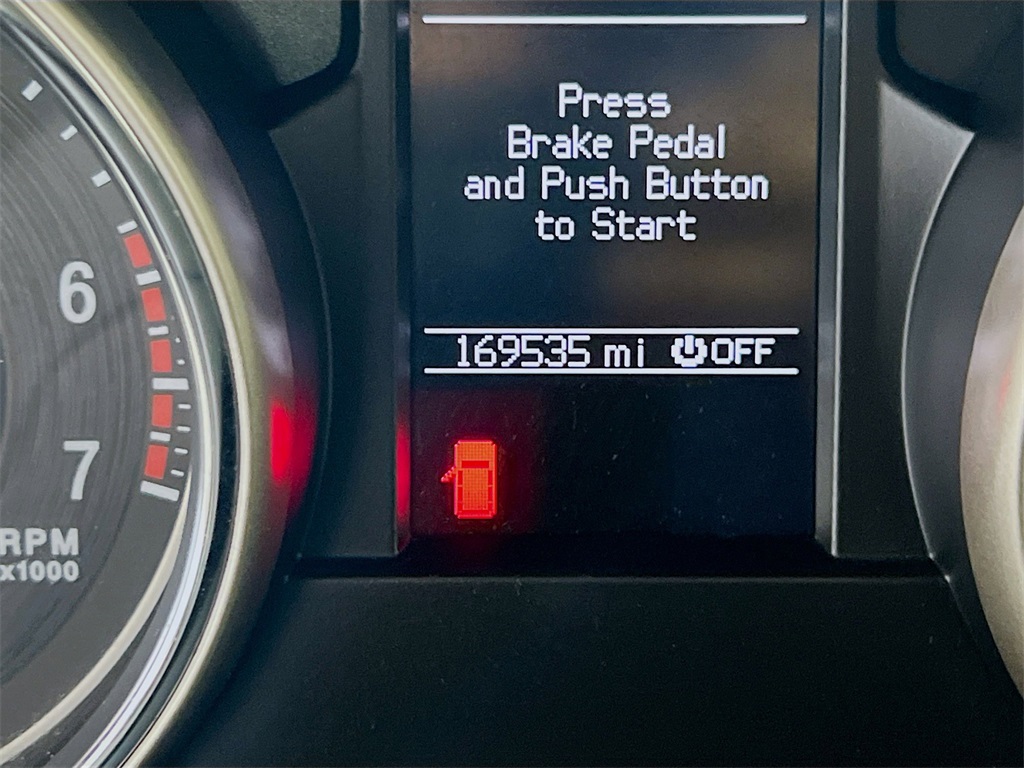 Press
Brake Pedal
and Push Button
to Start
169535 mi OFF
6
7
RPM
x1000